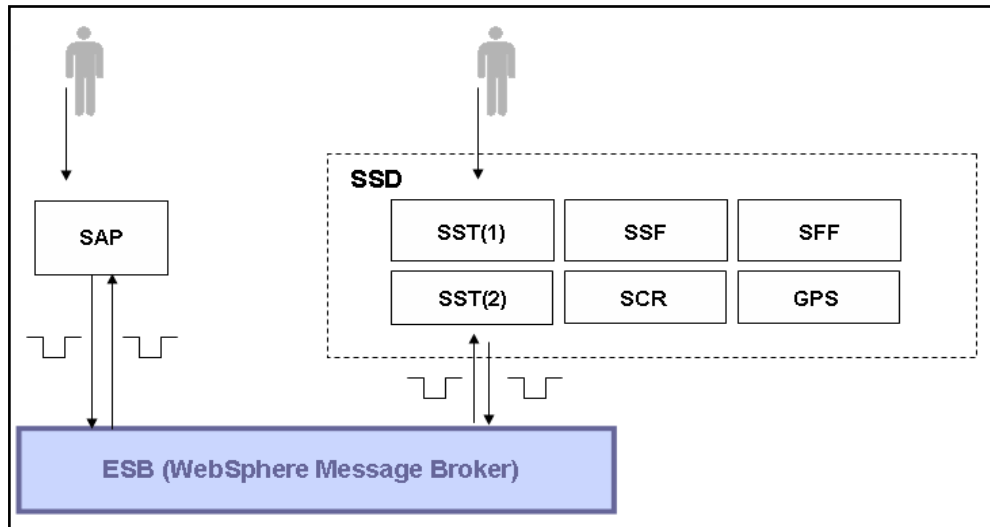 SSD
SAP
SST(1)
SSF
SFF
SST(2)
SCR
GPS
ESB (WebSphere Message Broker)